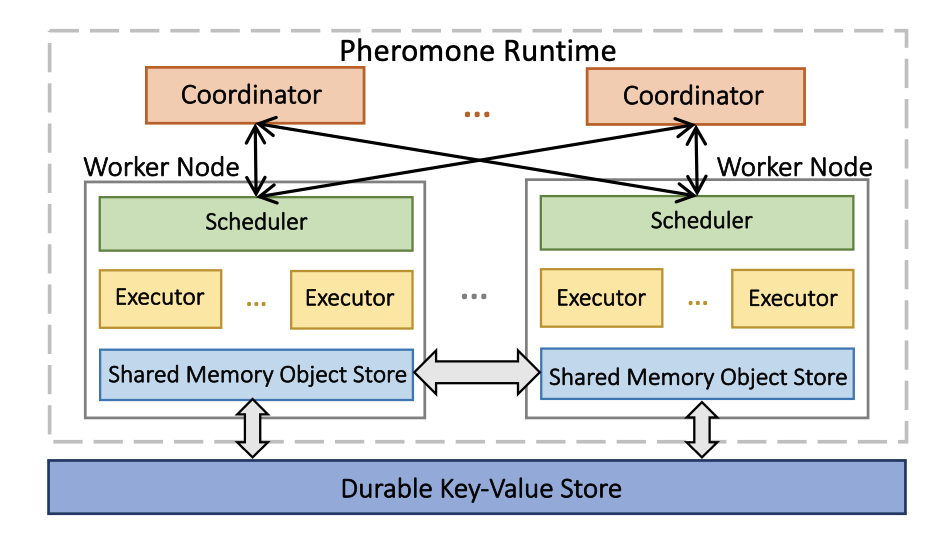 Pheromone Runtime
Coordinator
...
Coordinator
Worker Node
Worker Node
Scheduler
Scheduler
Executor
...
Executor
...
Executor
...
Executor
Shared Memory Object Store
Shared Memory Object Store
Durable Key-Value Store